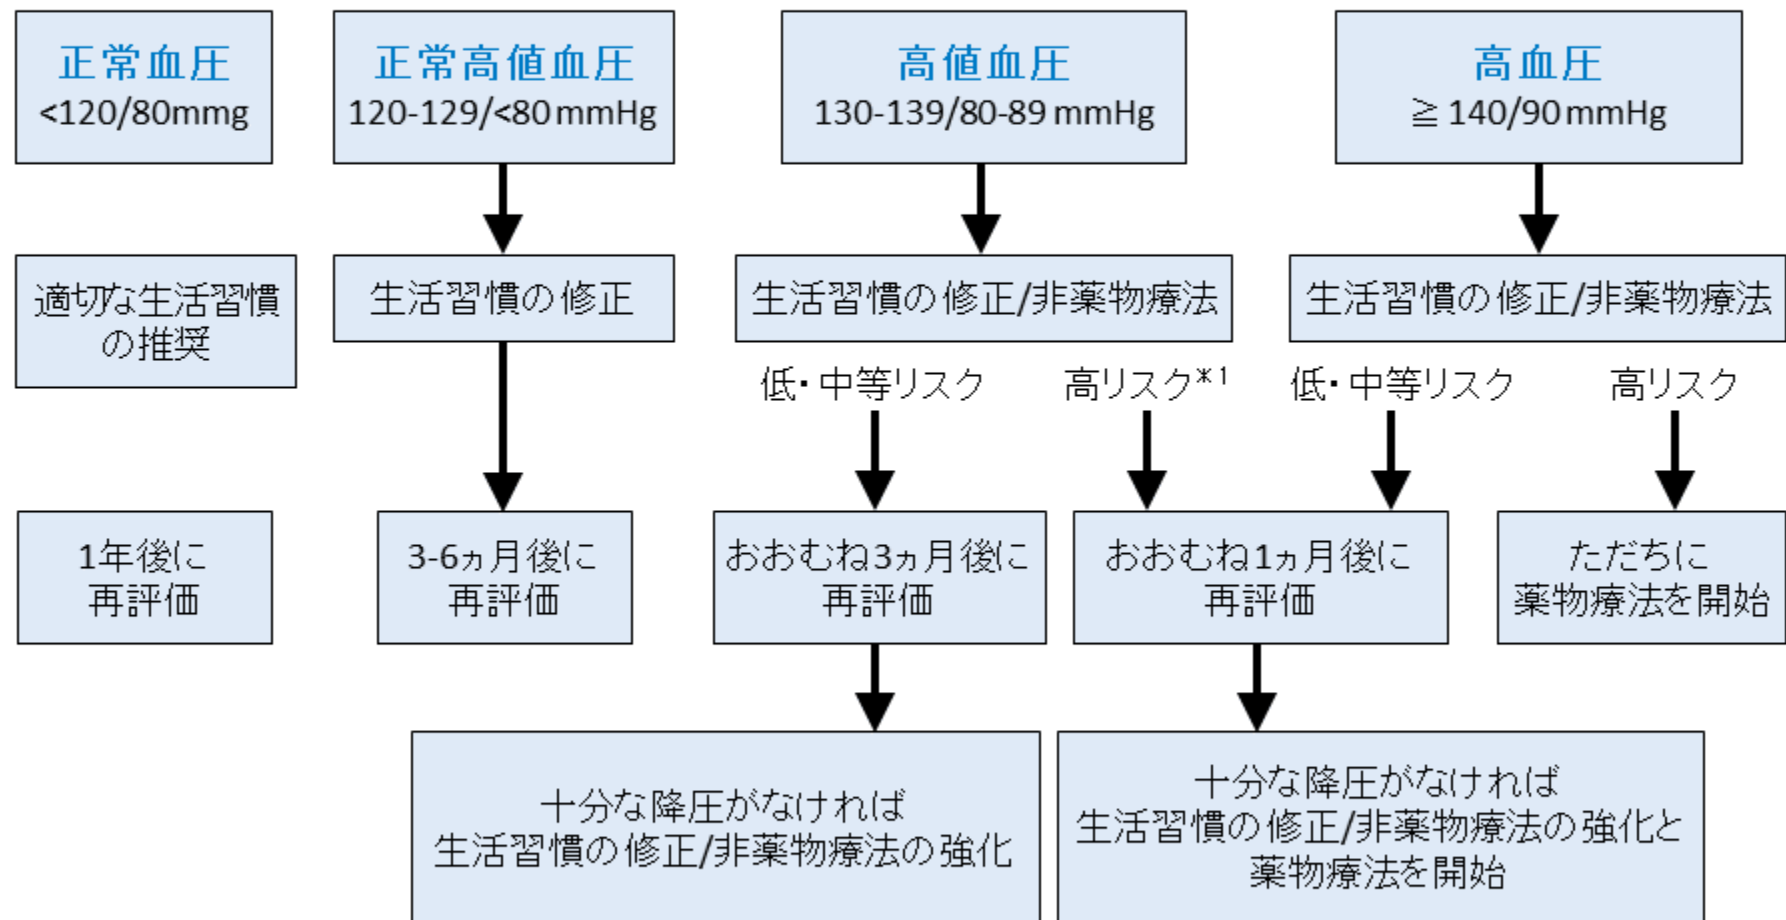 正常血圧
<120/80mmg
正常高値血圧
120-129/<80 mmHg
高値血圧
130-139/80-89 mmHg
高血圧
≧ 140/90 mmHg
適切な生活習慣
の推奨
生活習慣の修正
生活習慣の修正/非薬物療法
生活習慣の修正/非薬物療法
低・中等リスク
高リスク*1
低・中等リスク
高リスク
1年後に
再評価
3-6ヵ月後に
再評価
おおむね3ヵ月後に
再評価
おおむね1ヵ月後に
再評価
ただちに
薬物療法を開始
十分な降圧がなければ
生活習慣の修正/非薬物療法の強化
十分な降圧がなければ
生活習慣の修正/非薬物療法の強化と
薬物療法を開始